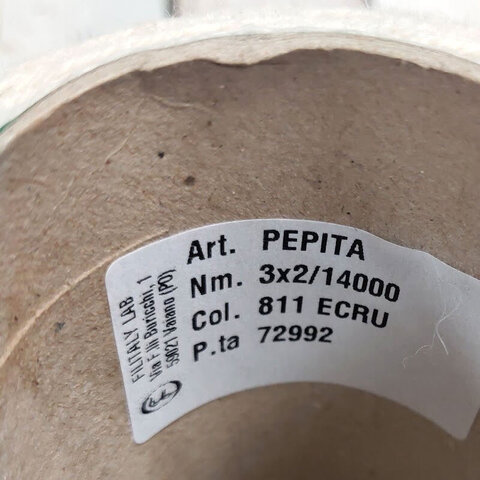 Art. PEPITA
Nm. 3x2/14000
Col. 811 ECRU
P.ta 72992
FILITALY LAB
Via F.lli Buricchi, 1
59021 Vaiano (PO)